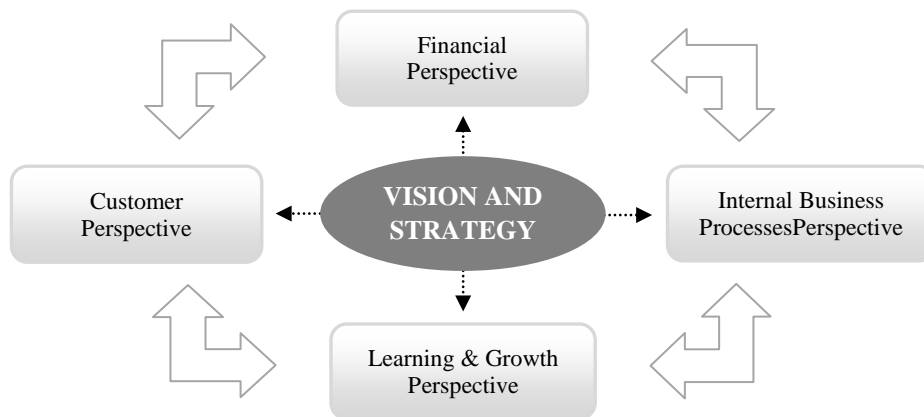 Financial
Perspective
Customer
Perspective
VISION AND
STRATEGY
Internal Business
ProcessesPerspective
Learning & Growth
Perspective